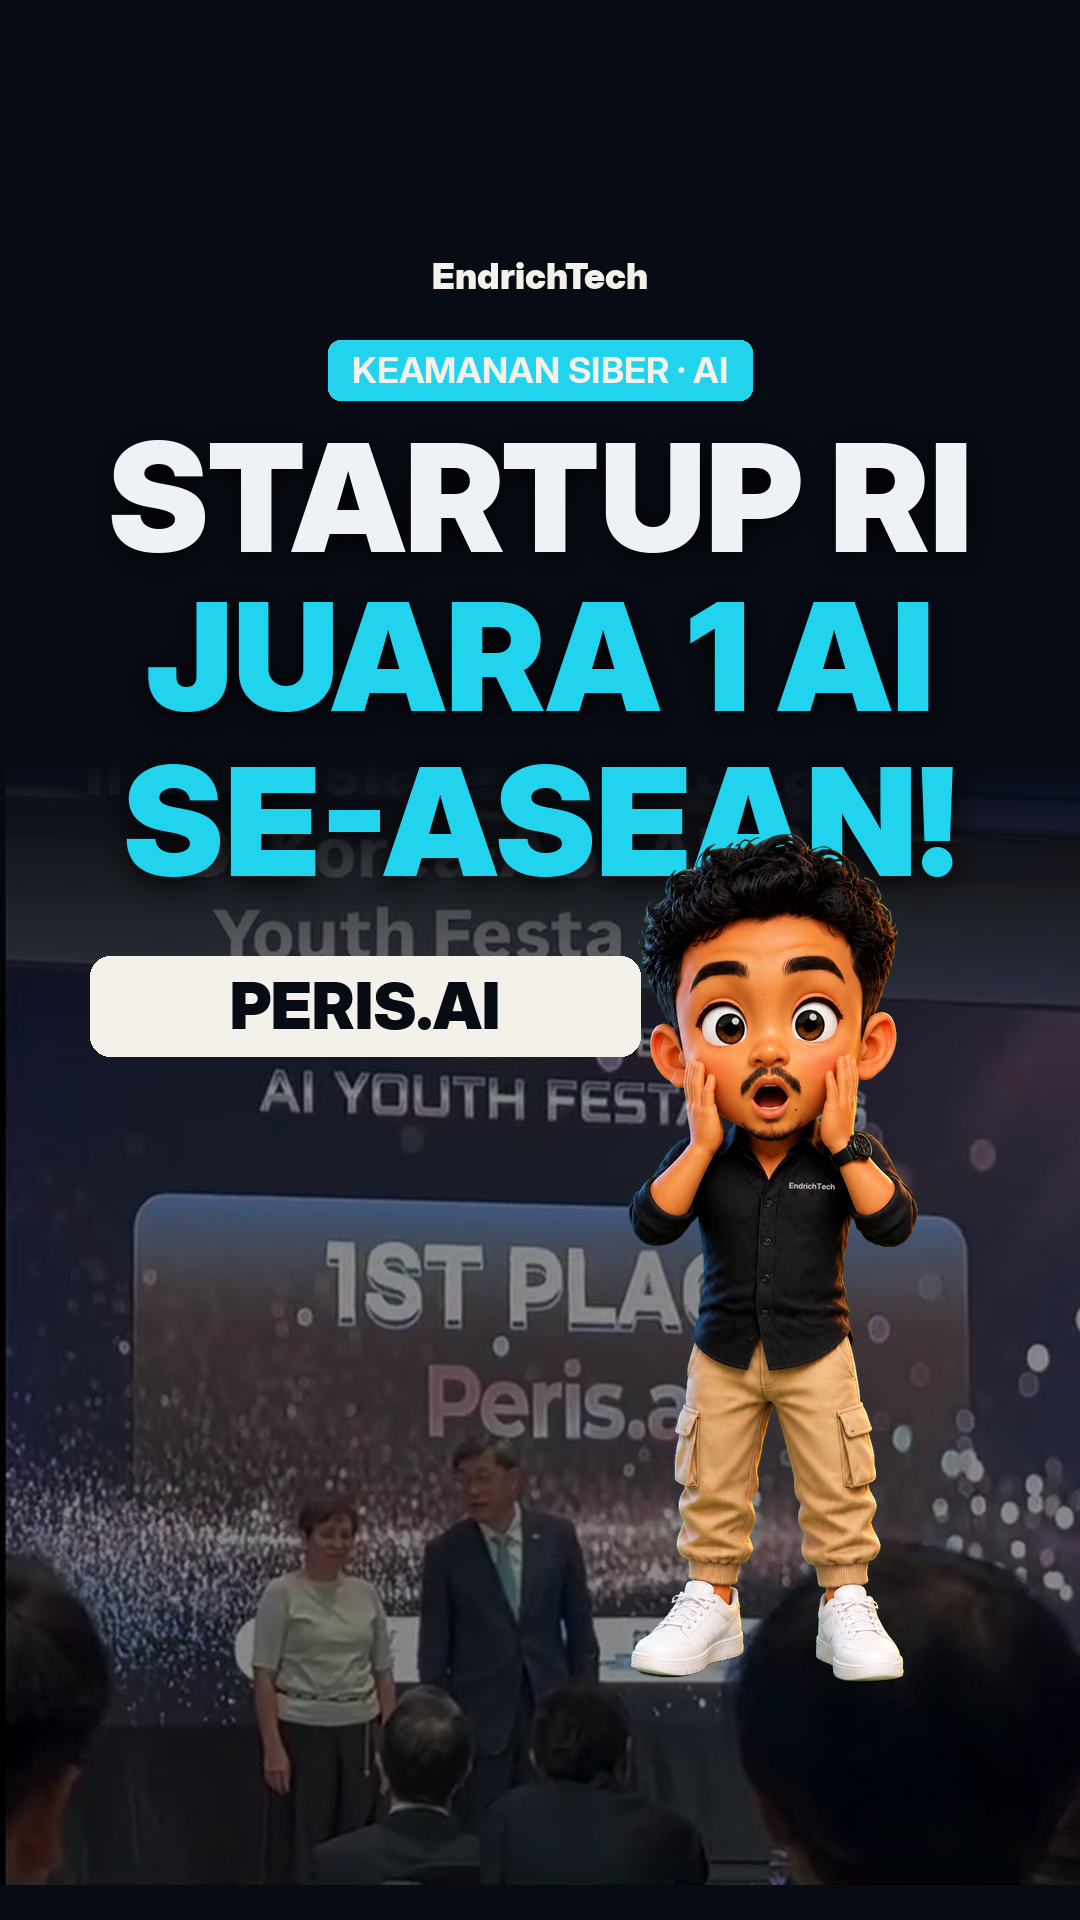 EndrichTech
KEAMANAN SIBER · AI
STARTUP RI
JUARA 1 AI
SE-ASEAN!
Youth Festa
PERIS.AI
AI YOUTH FESTA
EndrichTech
1ST PLAC
Peris.a